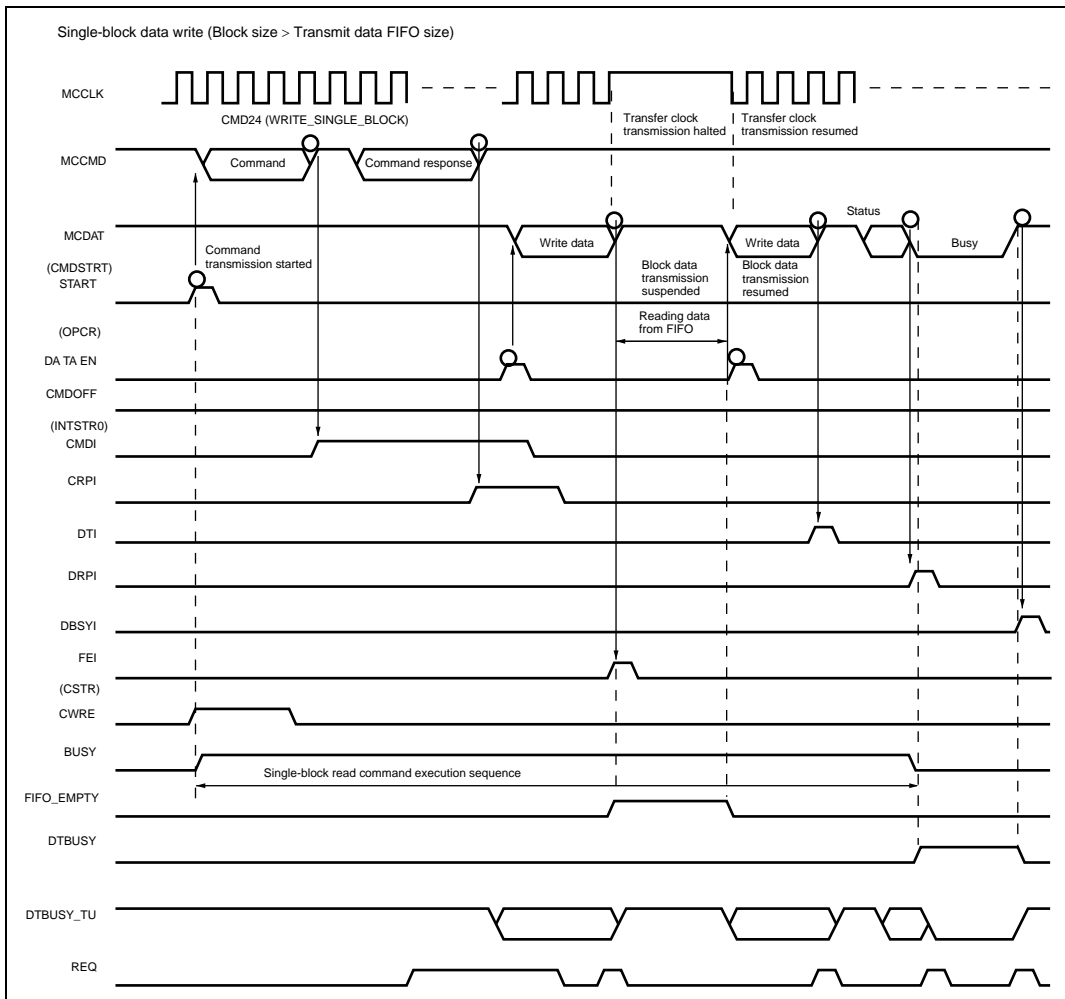 Single-block data write (Block size > Transmit data FIFO size)
MCCLK
CMD24 (WRITE_SINGLE_BLOCK)
Transfer clock
transmission halted
Transfer clock
transmission resumed
MCCMD
Command
Command response
Status
MCDAT
Write data
Write data
Busy
Command
transmission started
(CMDSTRT)
START
Block data
transmission
suspended
Block data
transmission
resumed
Reading data
from FIFO
(OPCR)
DA TA EN
CMDOFF
(INTSTR0)
CMDI
CRPI
DTI
DRPI
DBSYI
FEI
(CSTR)
CWRE
BUSY
Single-block read command execution sequence
FIFO_EMPTY
DTBUSY
DTBUSY_TU
REQ